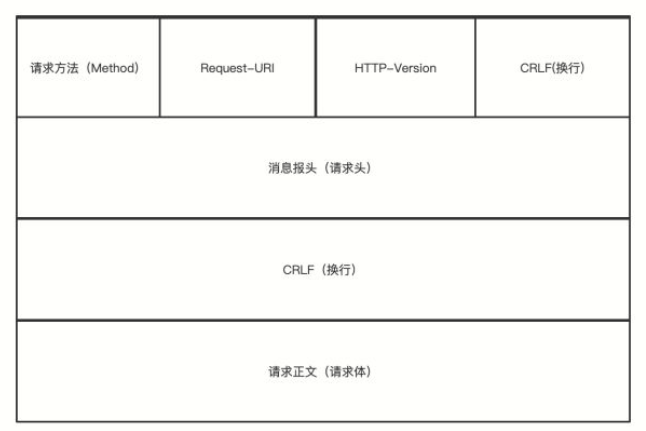 请求方法（Method）
Request-URI
HTTP-Version
CRLF(换行）
消息报头（请求头）
CRLF（换行）
请求正文（请求体）